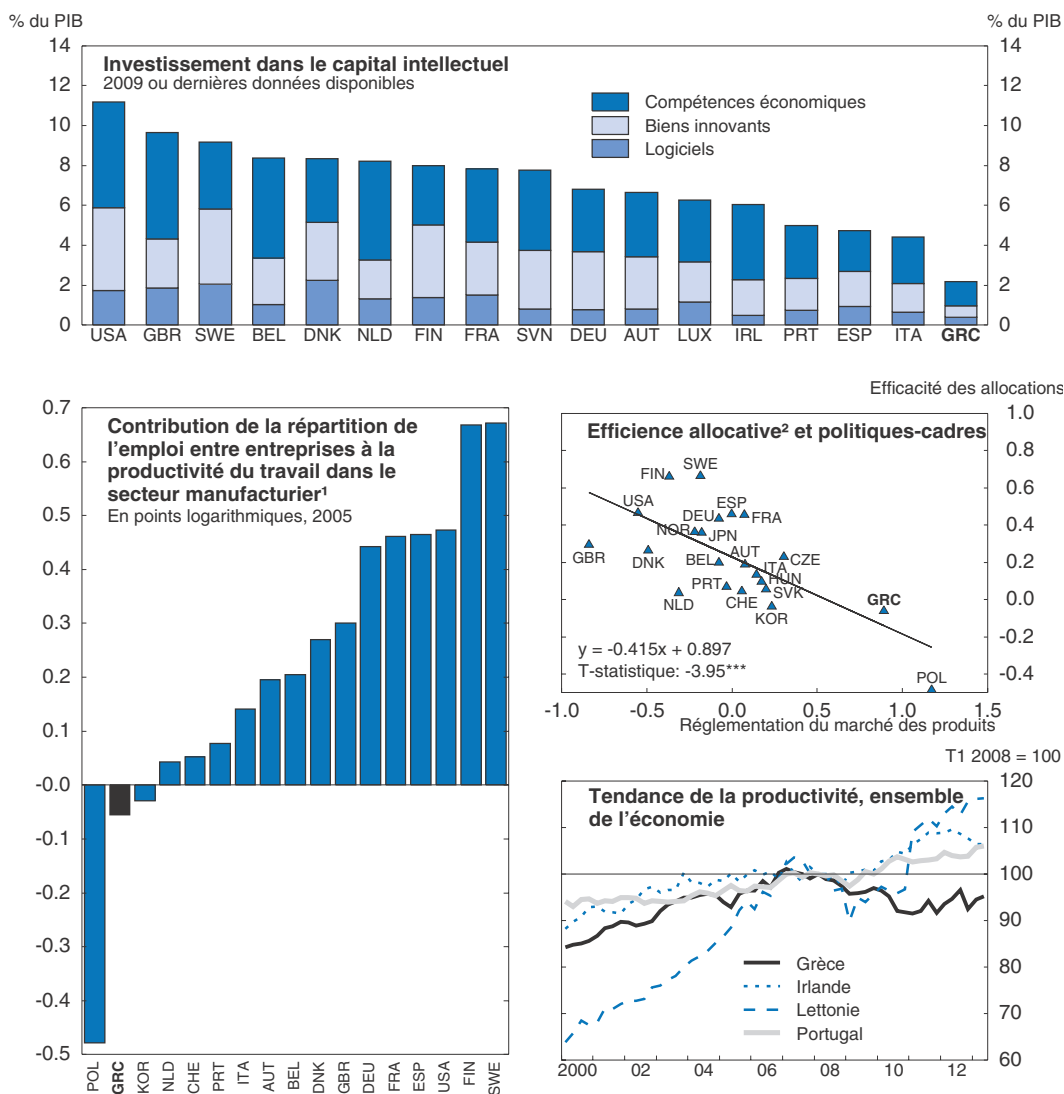 % du PIB
% du PIB
14
12
10
8
6
4
2
0
Investissement dans le capital intellectuel
2009 ou dernières données disponibles
Compétences économiques
Biens innovants
Logiciels
14
12
10
8
6
4
2
0
USA GBR SWE BEL DNK NLD FIN FRA SVN DEU AUT LUX IRL PRT ESP ITA GRC
0.7
0.6
0.5
0.4
0.3
0.2
0.1
-0.0
-0.1
-0.2
-0.3
-0.4
-0.5
Contribution de la répartition de
l'emploi entre entreprises à la
productivité du travail dans le
secteur manufacturier¹
En points logarithmiques, 2005
POL GRC KOR NLD CHE PRT ITA AUT BEL DNK GBR DEU FRA ESP USA FIN SWE
Efficacité des allocations
Efficience allocative² et politiques-cadres
1.0
0.8
0.6
0.4
0.2
0.0
-0.2
-0.4
FIN
SWE
USA
DEU
ESP
FRA
NOR
JPN
GBR
DNK
BEL
AUT
ITA
CZE
HUN
NLD
PRT
CHE
SVK
KOR
GRC
POL
y = -0.415x + 0.897
T-statistique: -3.95***
-1.0 -0.5 0.0 0.5 1.0 1.5
Réglementation du marché des produits
T1 2008 = 100
Tendance de la productivité, ensemble
de l'économie
120
110
100
90
80
70
60
Grèce
Irlande
Lettonie
Portugal
2000 02 04 06 08 10 12